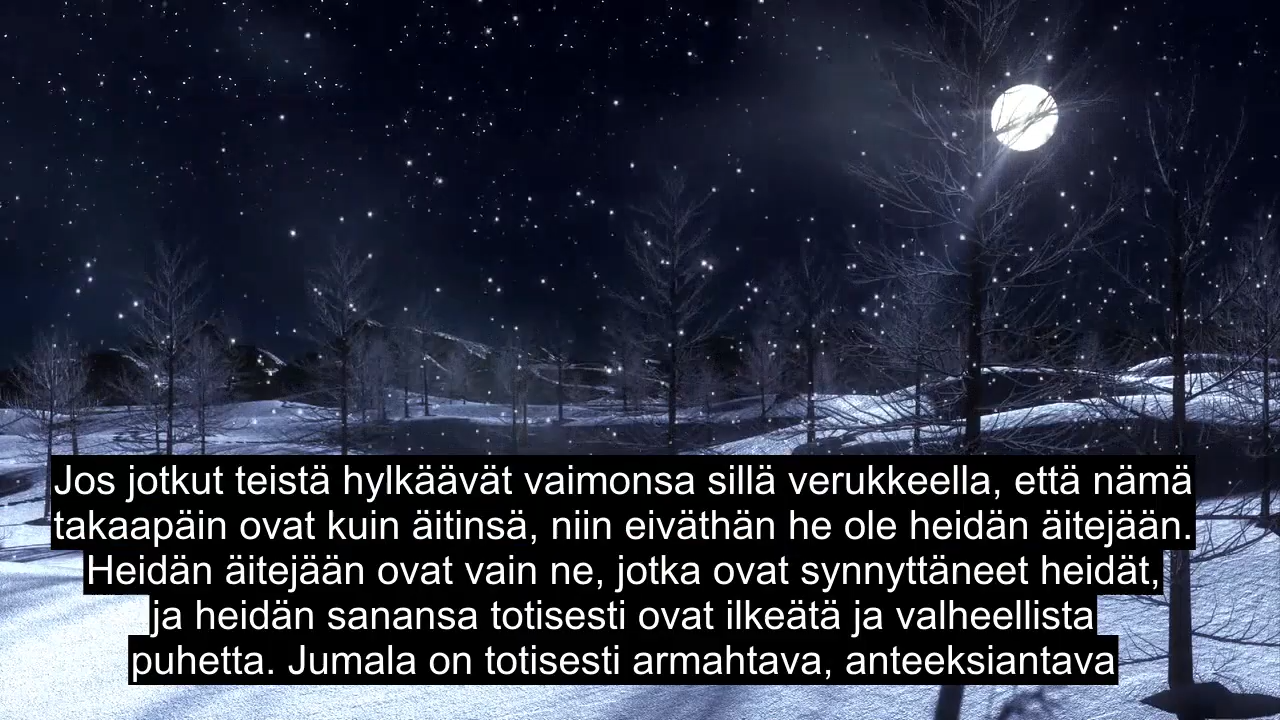 Jos jotkut teistä hylkäävät vaimonsa sillä verukkeella, että nämä
takaapäin ovat kuin äitinsä, niin eiväthän he ole heidän äitejään.
Heidän äitejään ovat vain ne, jotka ovat synnyttäneet heidät,
ja heidän sanansa totisesti ovat ilkeätä ja valheellista
puhetta. Jumala on totisesti armahtava, anteeksiantava